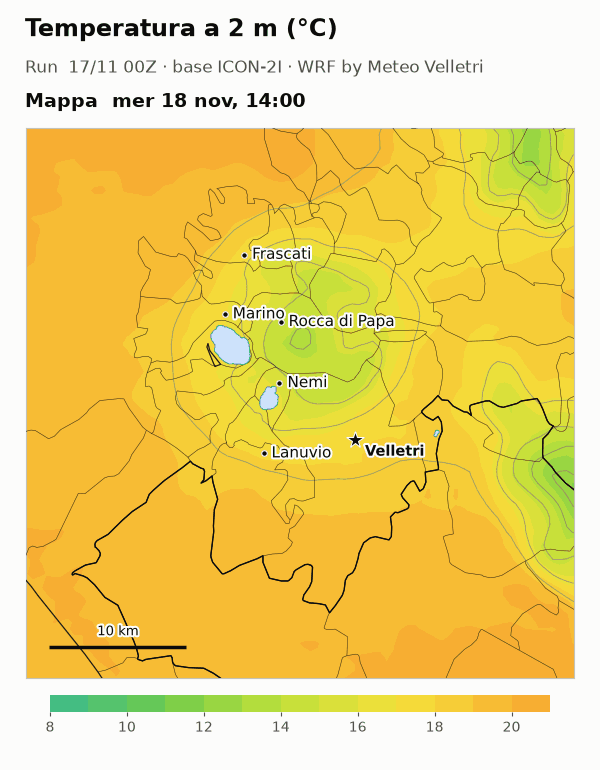 Temperatura a 2 m (°C)
Run  17/11 00Z · base ICON-2I · WRF by Meteo Velletri
Mappa  mer 18 nov, 14:00
Frascati
Marino
Rocca di Papa
Nemi
Velletri
Lanuvio
10 km
8 10 12 14 16 18 20